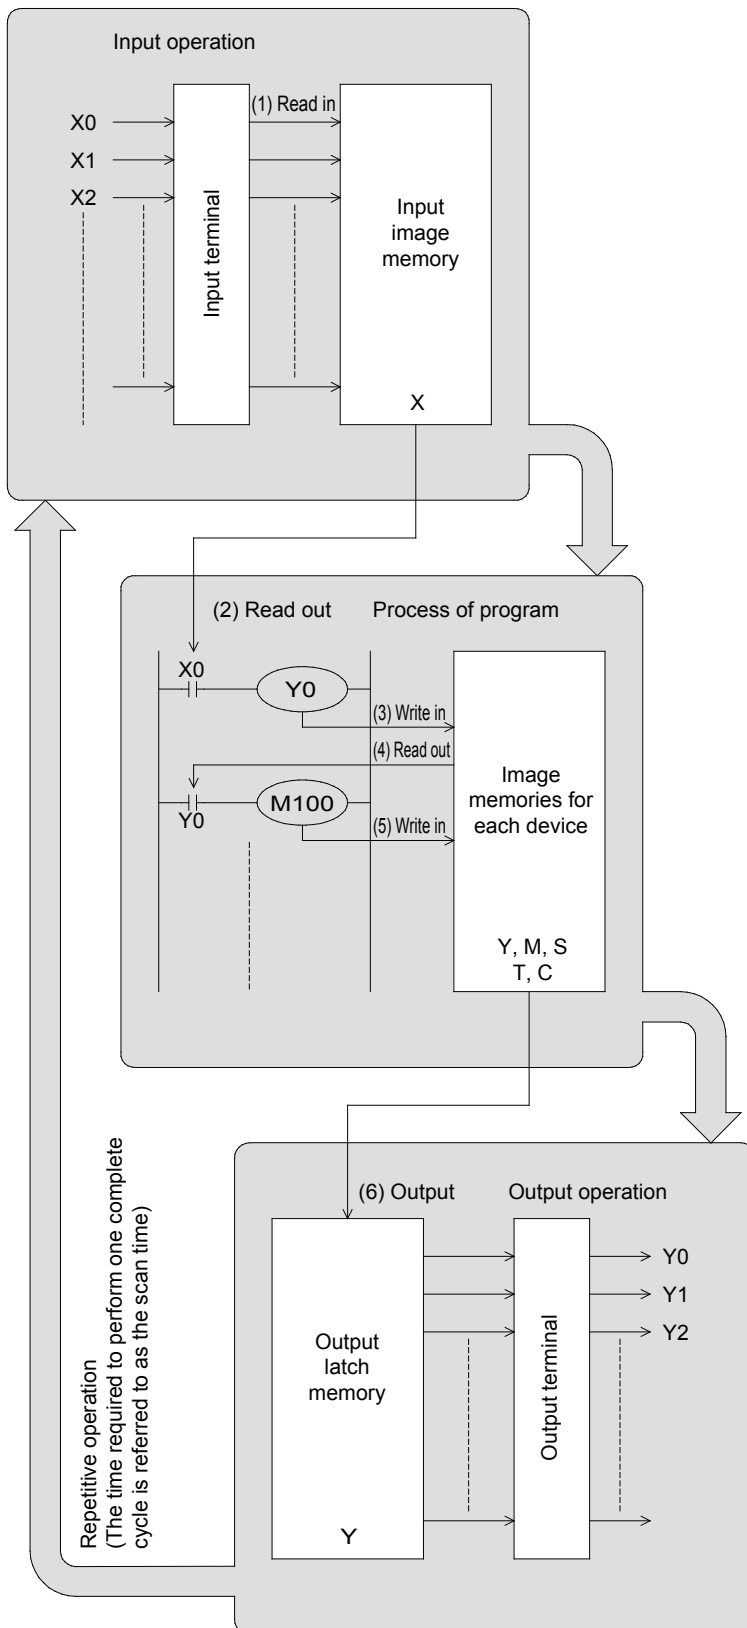 Input operation
(1) Read in
X0
X1
X2
Input terminal
Input
image
memory
X
(2) Read out
Process of program
X0
Y0
(3) Write in
(4) Read out
Y0
M100
(5) Write in
Image
memories for
each device
Y, M, S
T, C
Repetitive operation
(The time required to perform one complete
cycle is referred to as the scan time)
(6) Output
Output operation
Output
latch
memory
Y
Output terminal
Y0
Y1
Y2